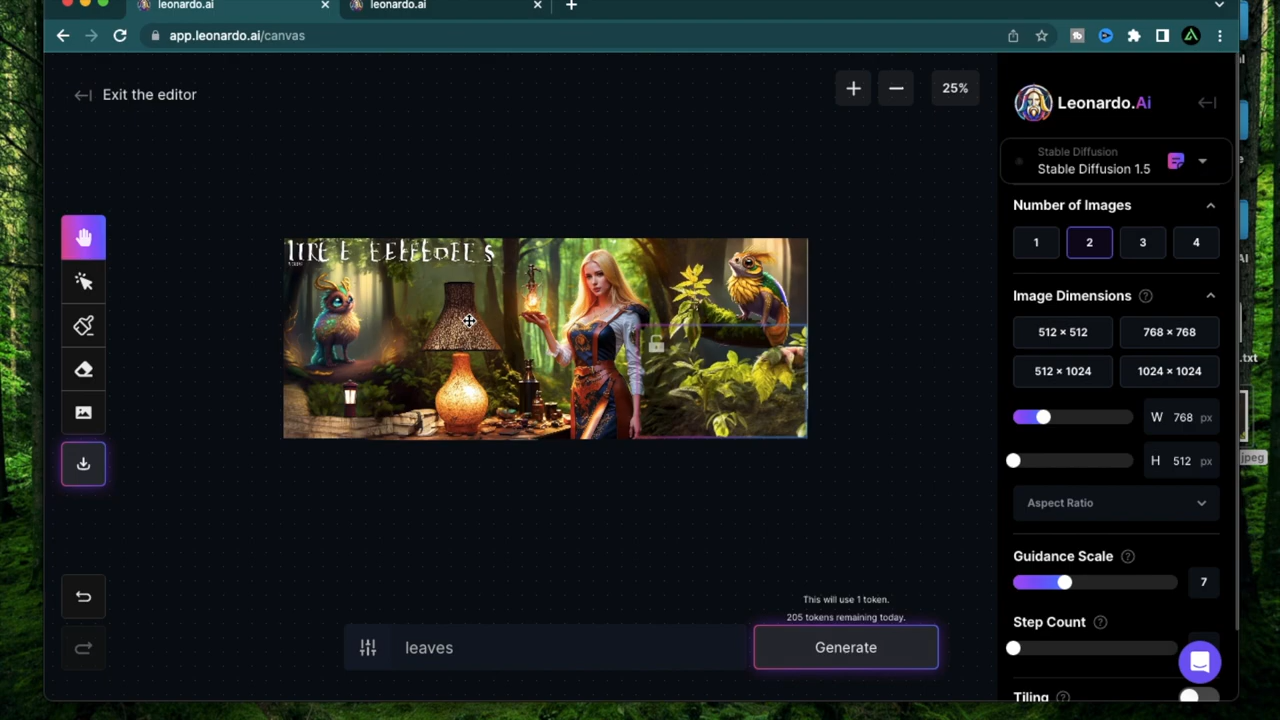 leonardo.ai
leonardo.ai
app.leonardo.ai/canvas
Exit the editor
25%
Leonardo.Ai
Stable Diffusion
Stable Diffusion 1.5
Number of Images
1
2
3
4
Image Dimensions
512 × 512
768 × 768
512 × 1024
1024 × 1024
W 768 px
H 512 px
Aspect Ratio
Guidance Scale
7
Step Count
Tiling
This will use 1 token.
205 tokens remaining today.
leaves
Generate
.txt
jpeg